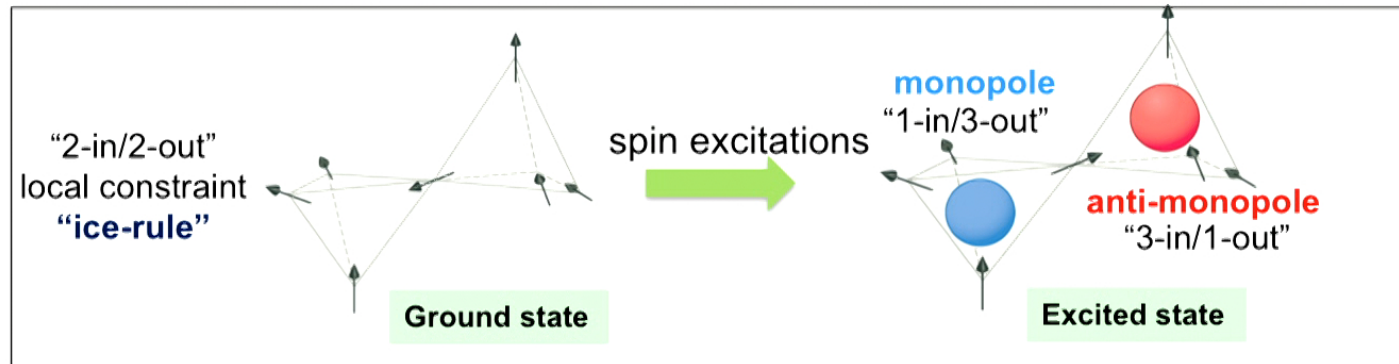 “2-in/2-out”
local constraint
“ice-rule”
Ground state
spin excitations
monopole
“1-in/3-out”
anti-monopole
“3-in/1-out”
Excited state